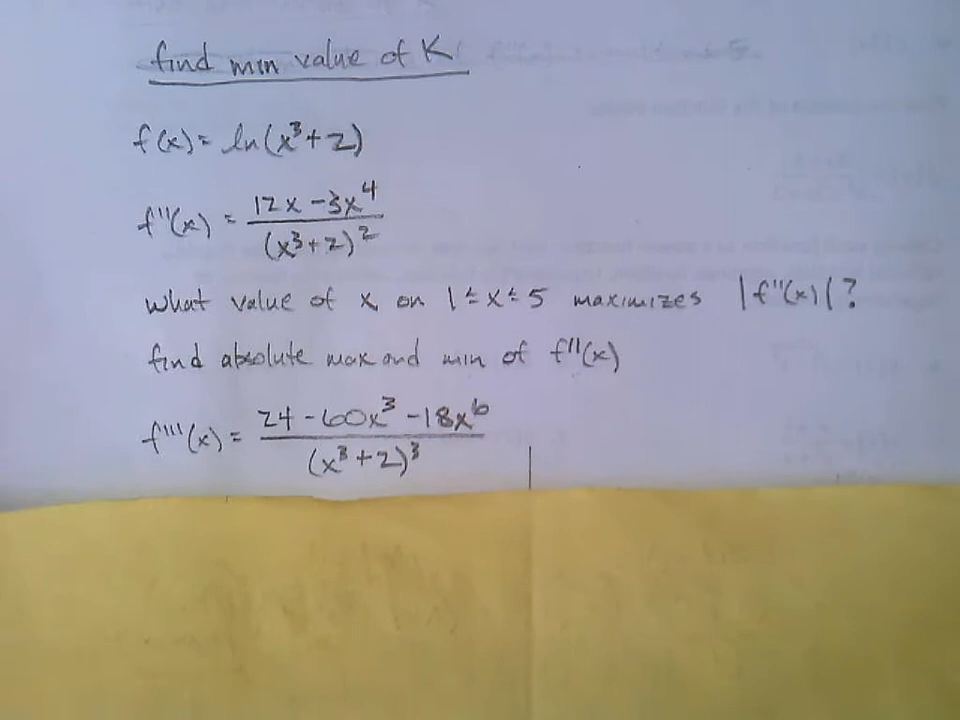 find min value of K
f(x) = ln(x³+2)
f''(x) = (12x - 3x⁴)/(x³+2)²
what value of x on 1≤x≤5 maximizes |f''(x)|?
find absolute max and min of f''(x)
f'''(x) = (24 - 60x³ - 18x⁶)/(x³+2)³